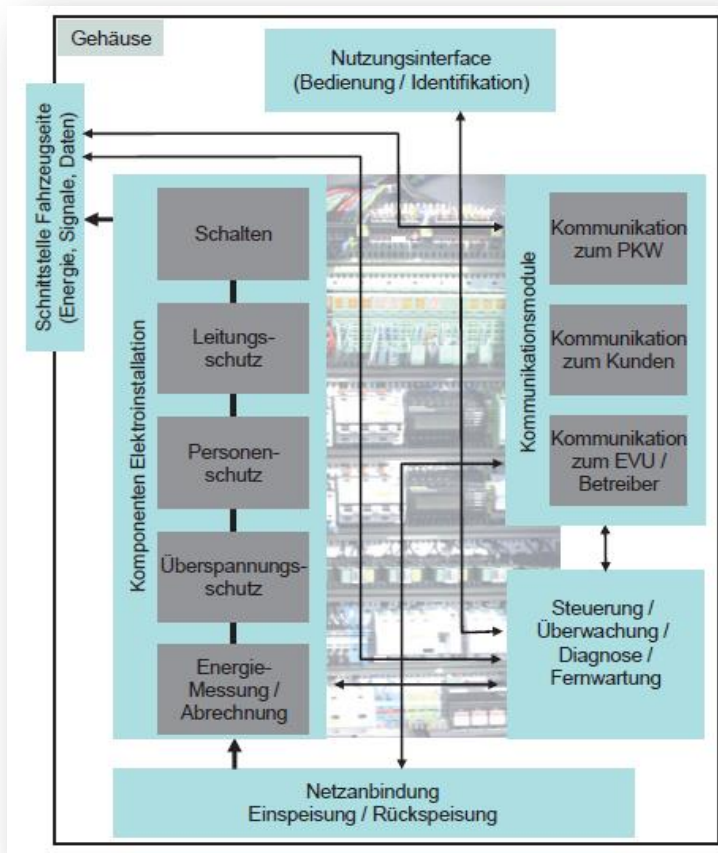 Gehäuse
Nutzungsinterface
(Bedienung / Identifikation)
Schnittstelle Fahrzeugseite
(Energie, Signale, Daten)
Komponenten Elektroinstallation
Schalten
Leitungs-
schutz
Personen-
schutz
Überspannungs-
schutz
Energie-
Messung /
Abrechnung
Kommunikationsmodule
Kommunikation
zum PKW
Kommunikation
zum Kunden
Kommunikation
zum EVU /
Betreiber
Steuerung /
Überwachung /
Diagnose /
Fernwartung
Netzanbindung
Einspeisung / Rückspeisung